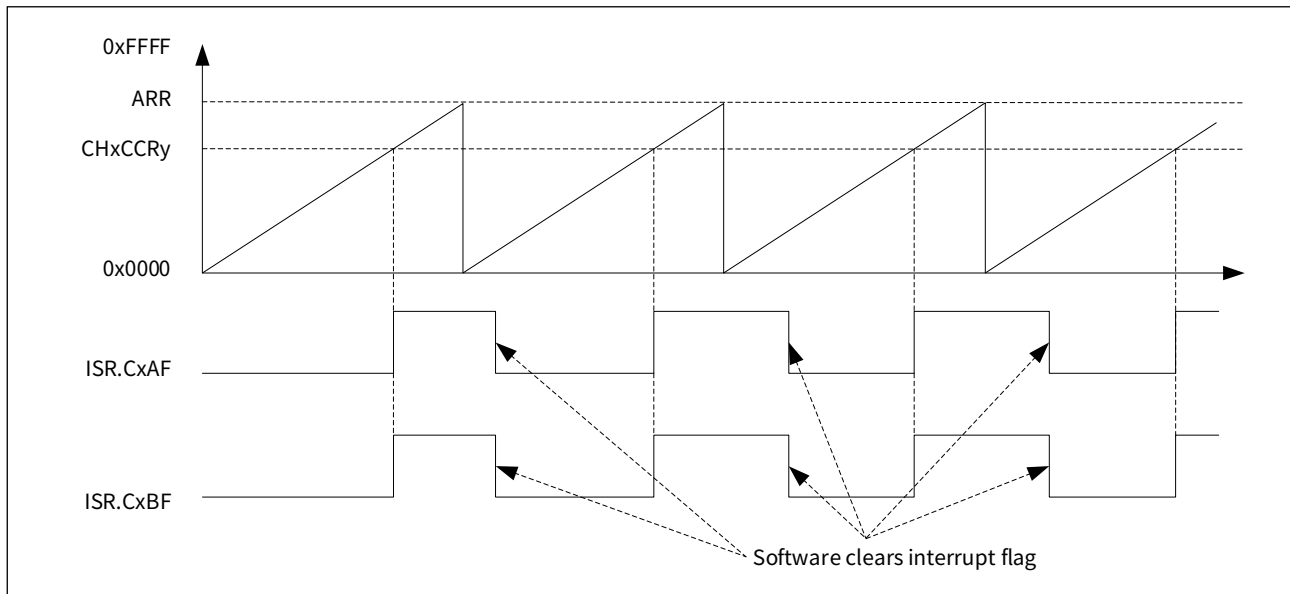 0xFFFF
ARR
CHxCCRy
0x0000
ISR.CxAF
ISR.CxBF
Software clears interrupt flag